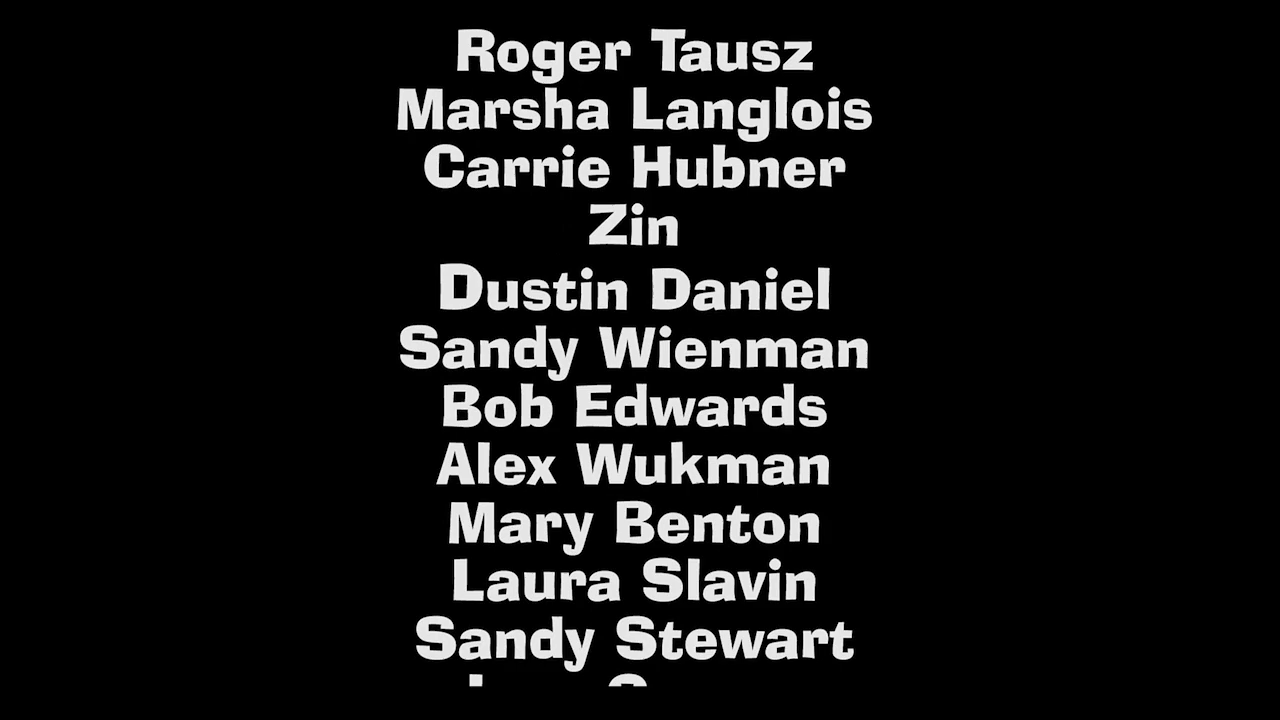 Roger Tausz
Marsha Langlois
Carrie Hubner
Zin
Dustin Daniel
Sandy Wienman
Bob Edwards
Alex Wukman
Mary Benton
Laura Slavin
Sandy Stewart